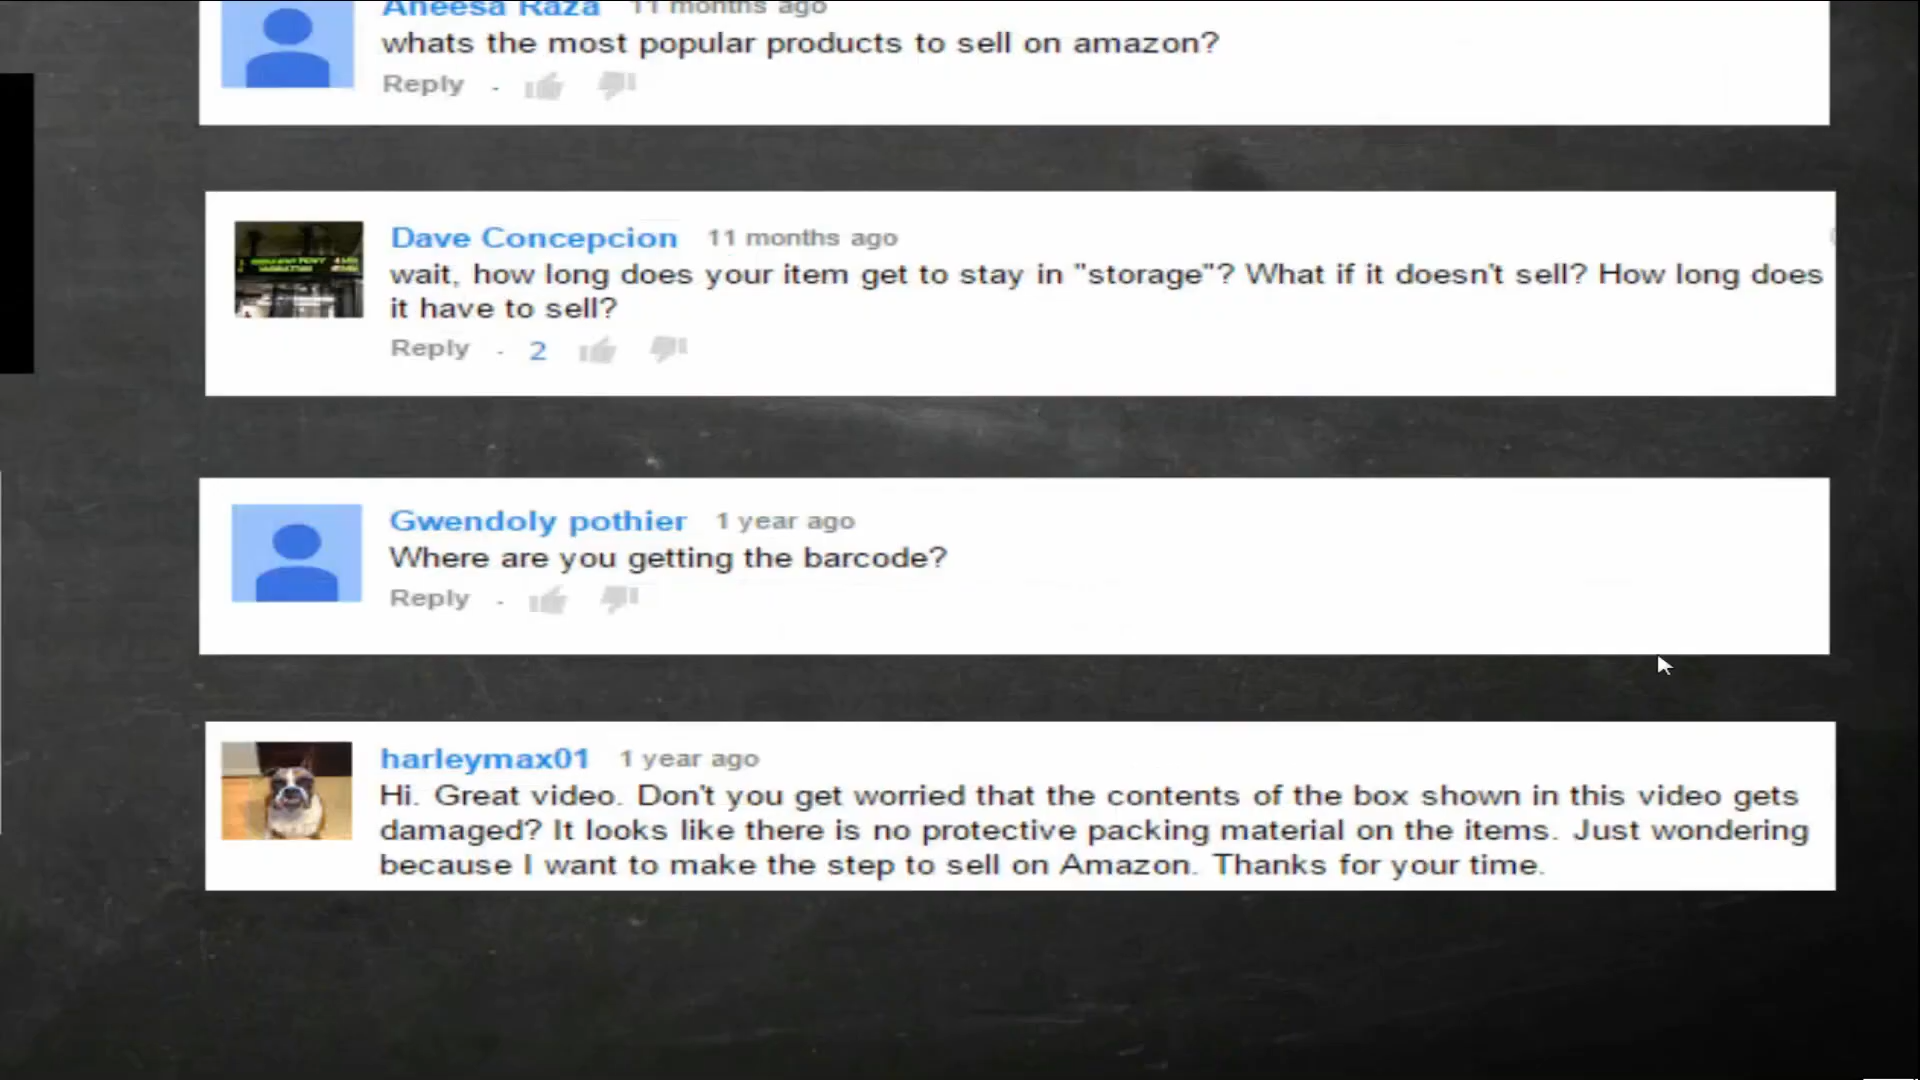 Aneesa Raza 11 months ago
whats the most popular products to sell on amazon?
Reply .
Dave Concepcion 11 months ago
wait, how long does your item get to stay in "storage"? What if it doesn't sell? How long does
it have to sell?
Reply . 2
Gwendoly pothier 1 year ago
Where are you getting the barcode?
Reply .
harleymax01 1 year ago
Hi. Great video. Don't you get worried that the contents of the box shown in this video gets
damaged? It looks like there is no protective packing material on the items. Just wondering
because I want to make the step to sell on Amazon. Thanks for your time.